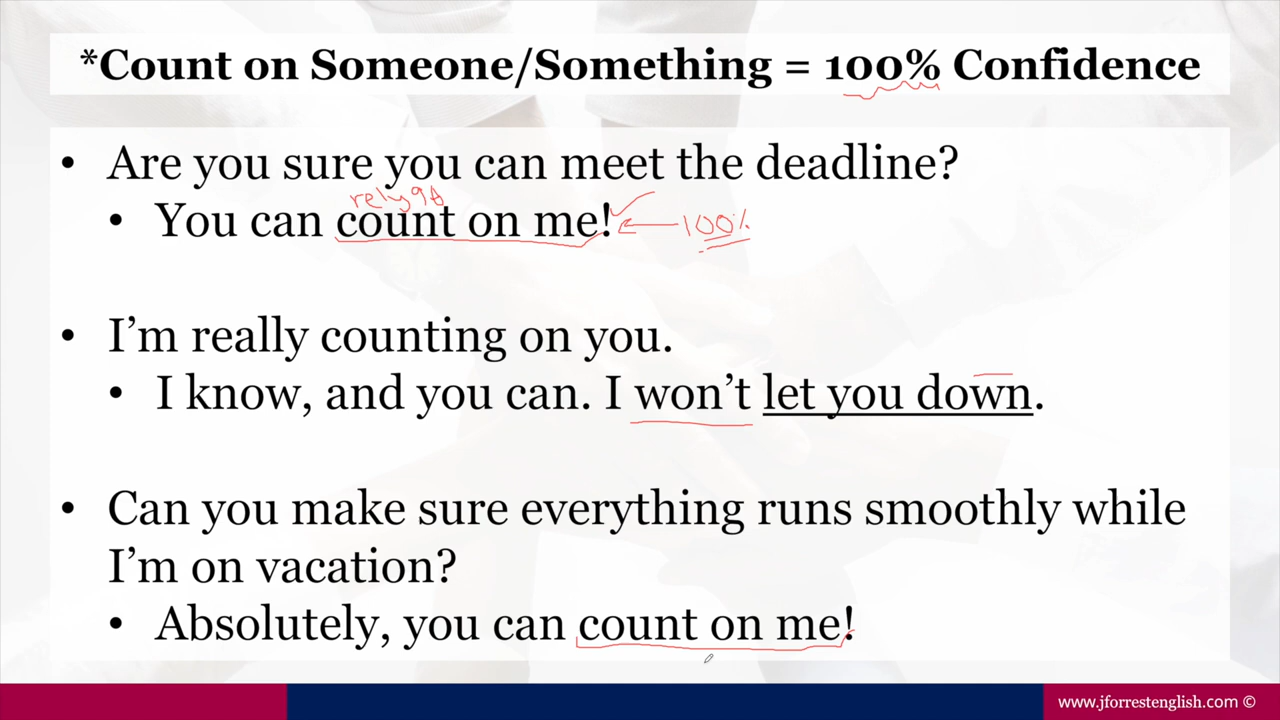 *Count on Someone/Something = 100% Confidence
• Are you sure you can meet the deadline?
rely 98
• You can count on me!
100%
• I’m really counting on you.
• I know, and you can. I won’t let you down.
• Can you make sure everything runs smoothly while
I’m on vacation?
• Absolutely, you can count on me!
www.jforrestenglish.com ©